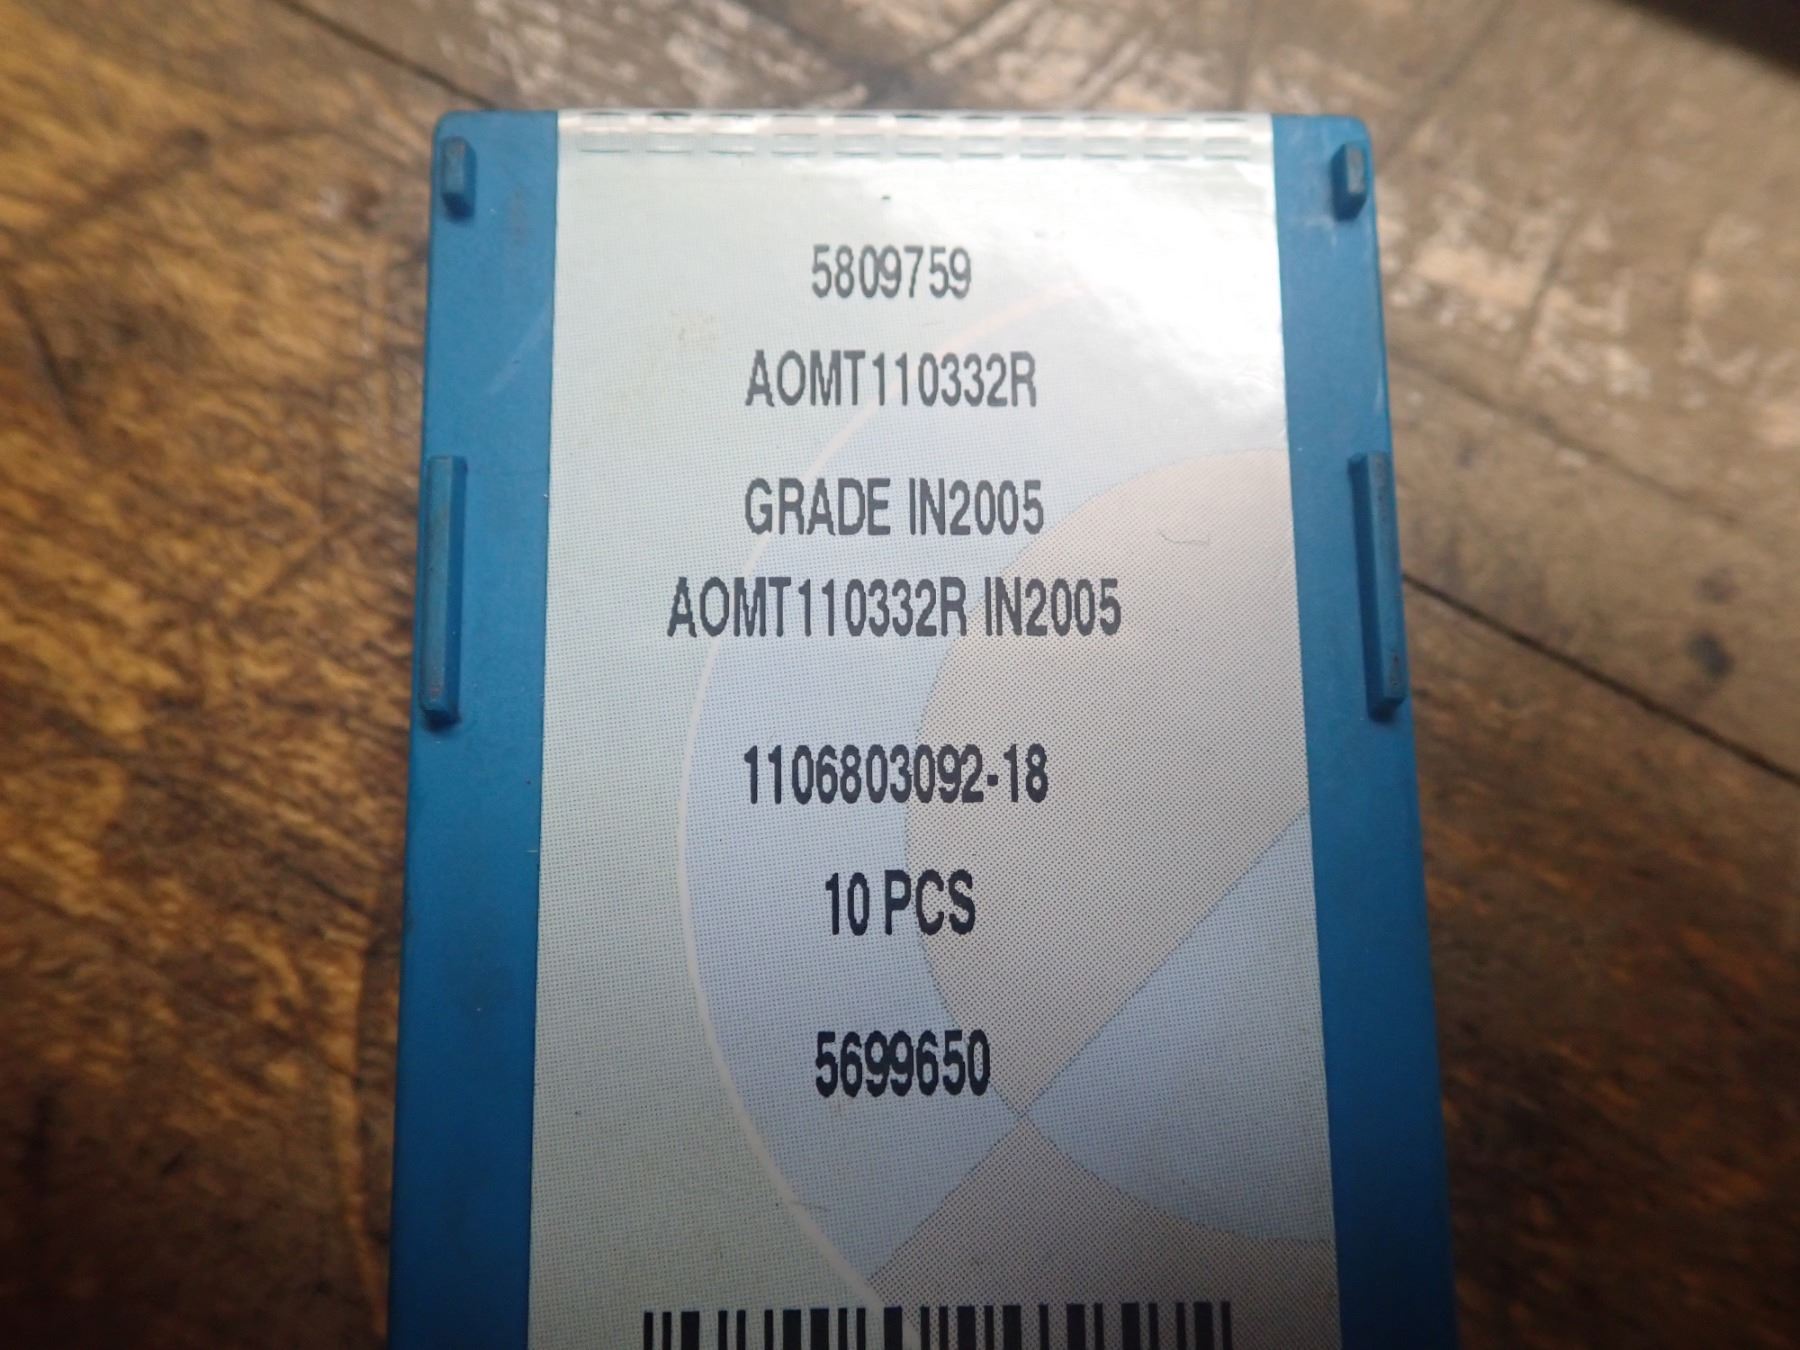 5809759
AOMT110332R
GRADE IN2005
AOMT110332R IN2005
1106803092-18
10 PCS
5699650